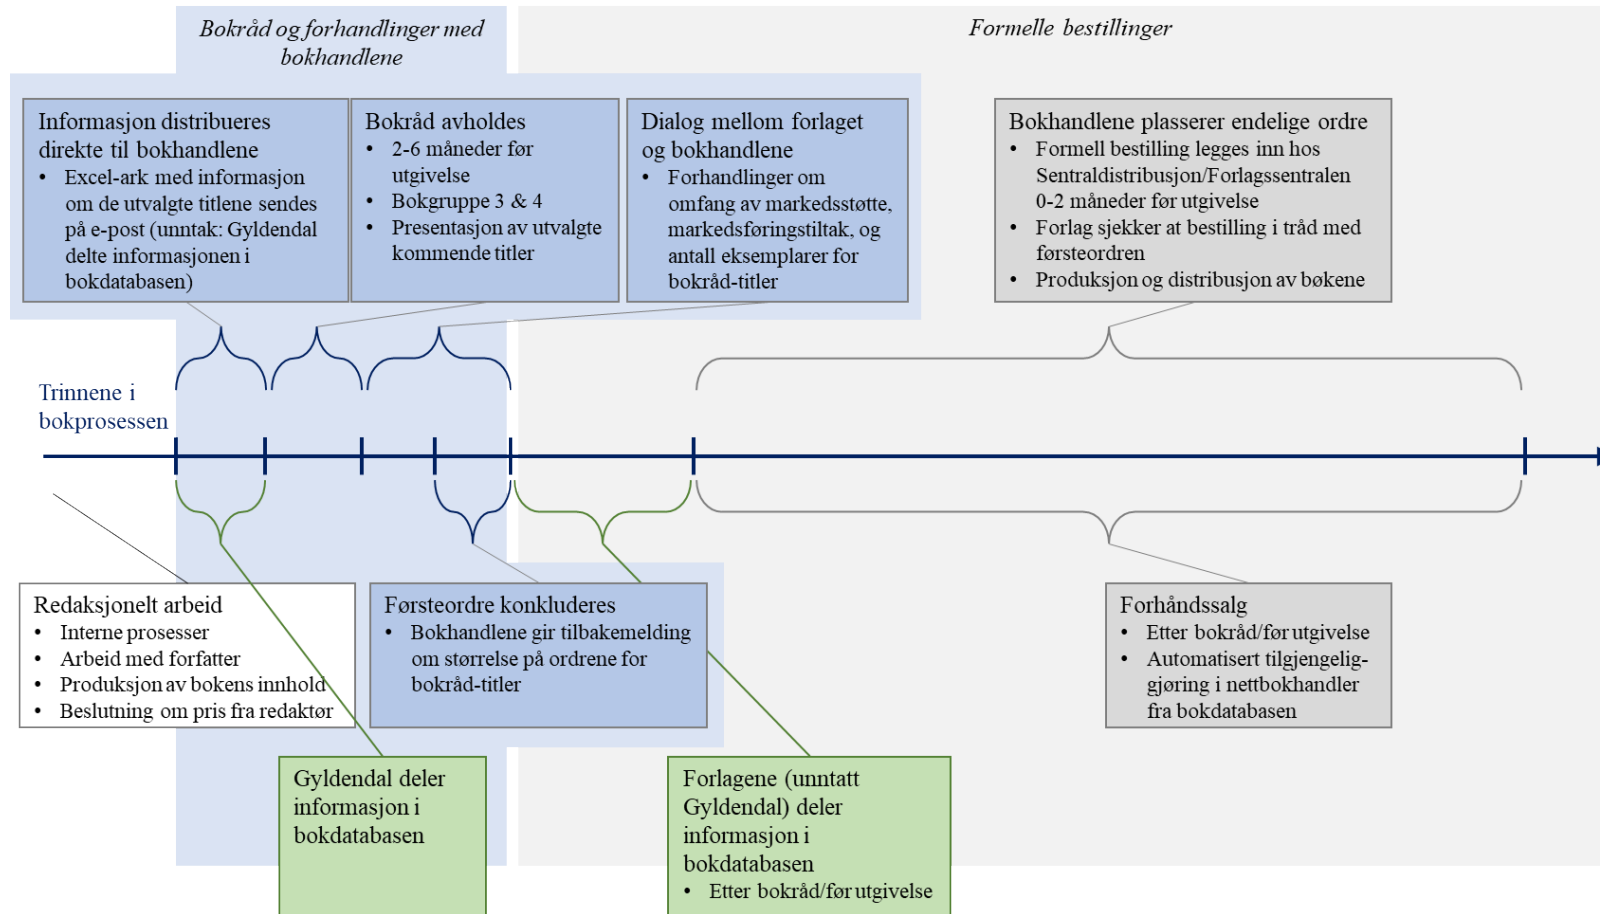 Bokråd og forhandlinger med
bokhandlene
Formelle bestillinger
Informasjon distribueres
direkte til bokhandlene
• Excel-ark med informasjon
om de utvalgte titlene sendes
på e-post (unntak: Gyldendal
delte informasjonen i
bokdatabasen)
Bokråd avholdes
• 2-6 måneder før
utgivelse
• Bokgruppe 3 & 4
• Presentasjon av utvalgte
kommende titler
Dialog mellom forlaget
og bokhandlene
• Forhandlinger om
omfang av markedsstøtte,
markedsføringstiltak, og
antall eksemplarer for
bokråd-titler
Bokhandlene plasserer endelige ordre
• Formell bestilling legges inn hos
Sentraldistribusjon/Forlagssentralen
0-2 måneder før utgivelse
• Forlag sjekker at bestilling i tråd med
førsteordren
• Produksjon og distribusjon av bøkene
Trinnene i
bokprosessen
Redaksjonelt arbeid
• Interne prosesser
• Arbeid med forfatter
• Produksjon av bokens innhold
• Beslutning om pris fra redaktør
Førsteordre konkluderes
• Bokhandlene gir tilbakemelding
om størrelse på ordrene for
bokråd-titler
Forhåndssalg
• Etter bokråd/før utgivelse
• Automatisert tilgjengelig-
gjøring i nettbokhandler
fra bokdatabasen
Gyldendal deler
informasjon i
bokdatabasen
Forlagene (unntatt
Gyldendal) deler
informasjon i
bokdatabasen
• Etter bokråd/før utgivelse